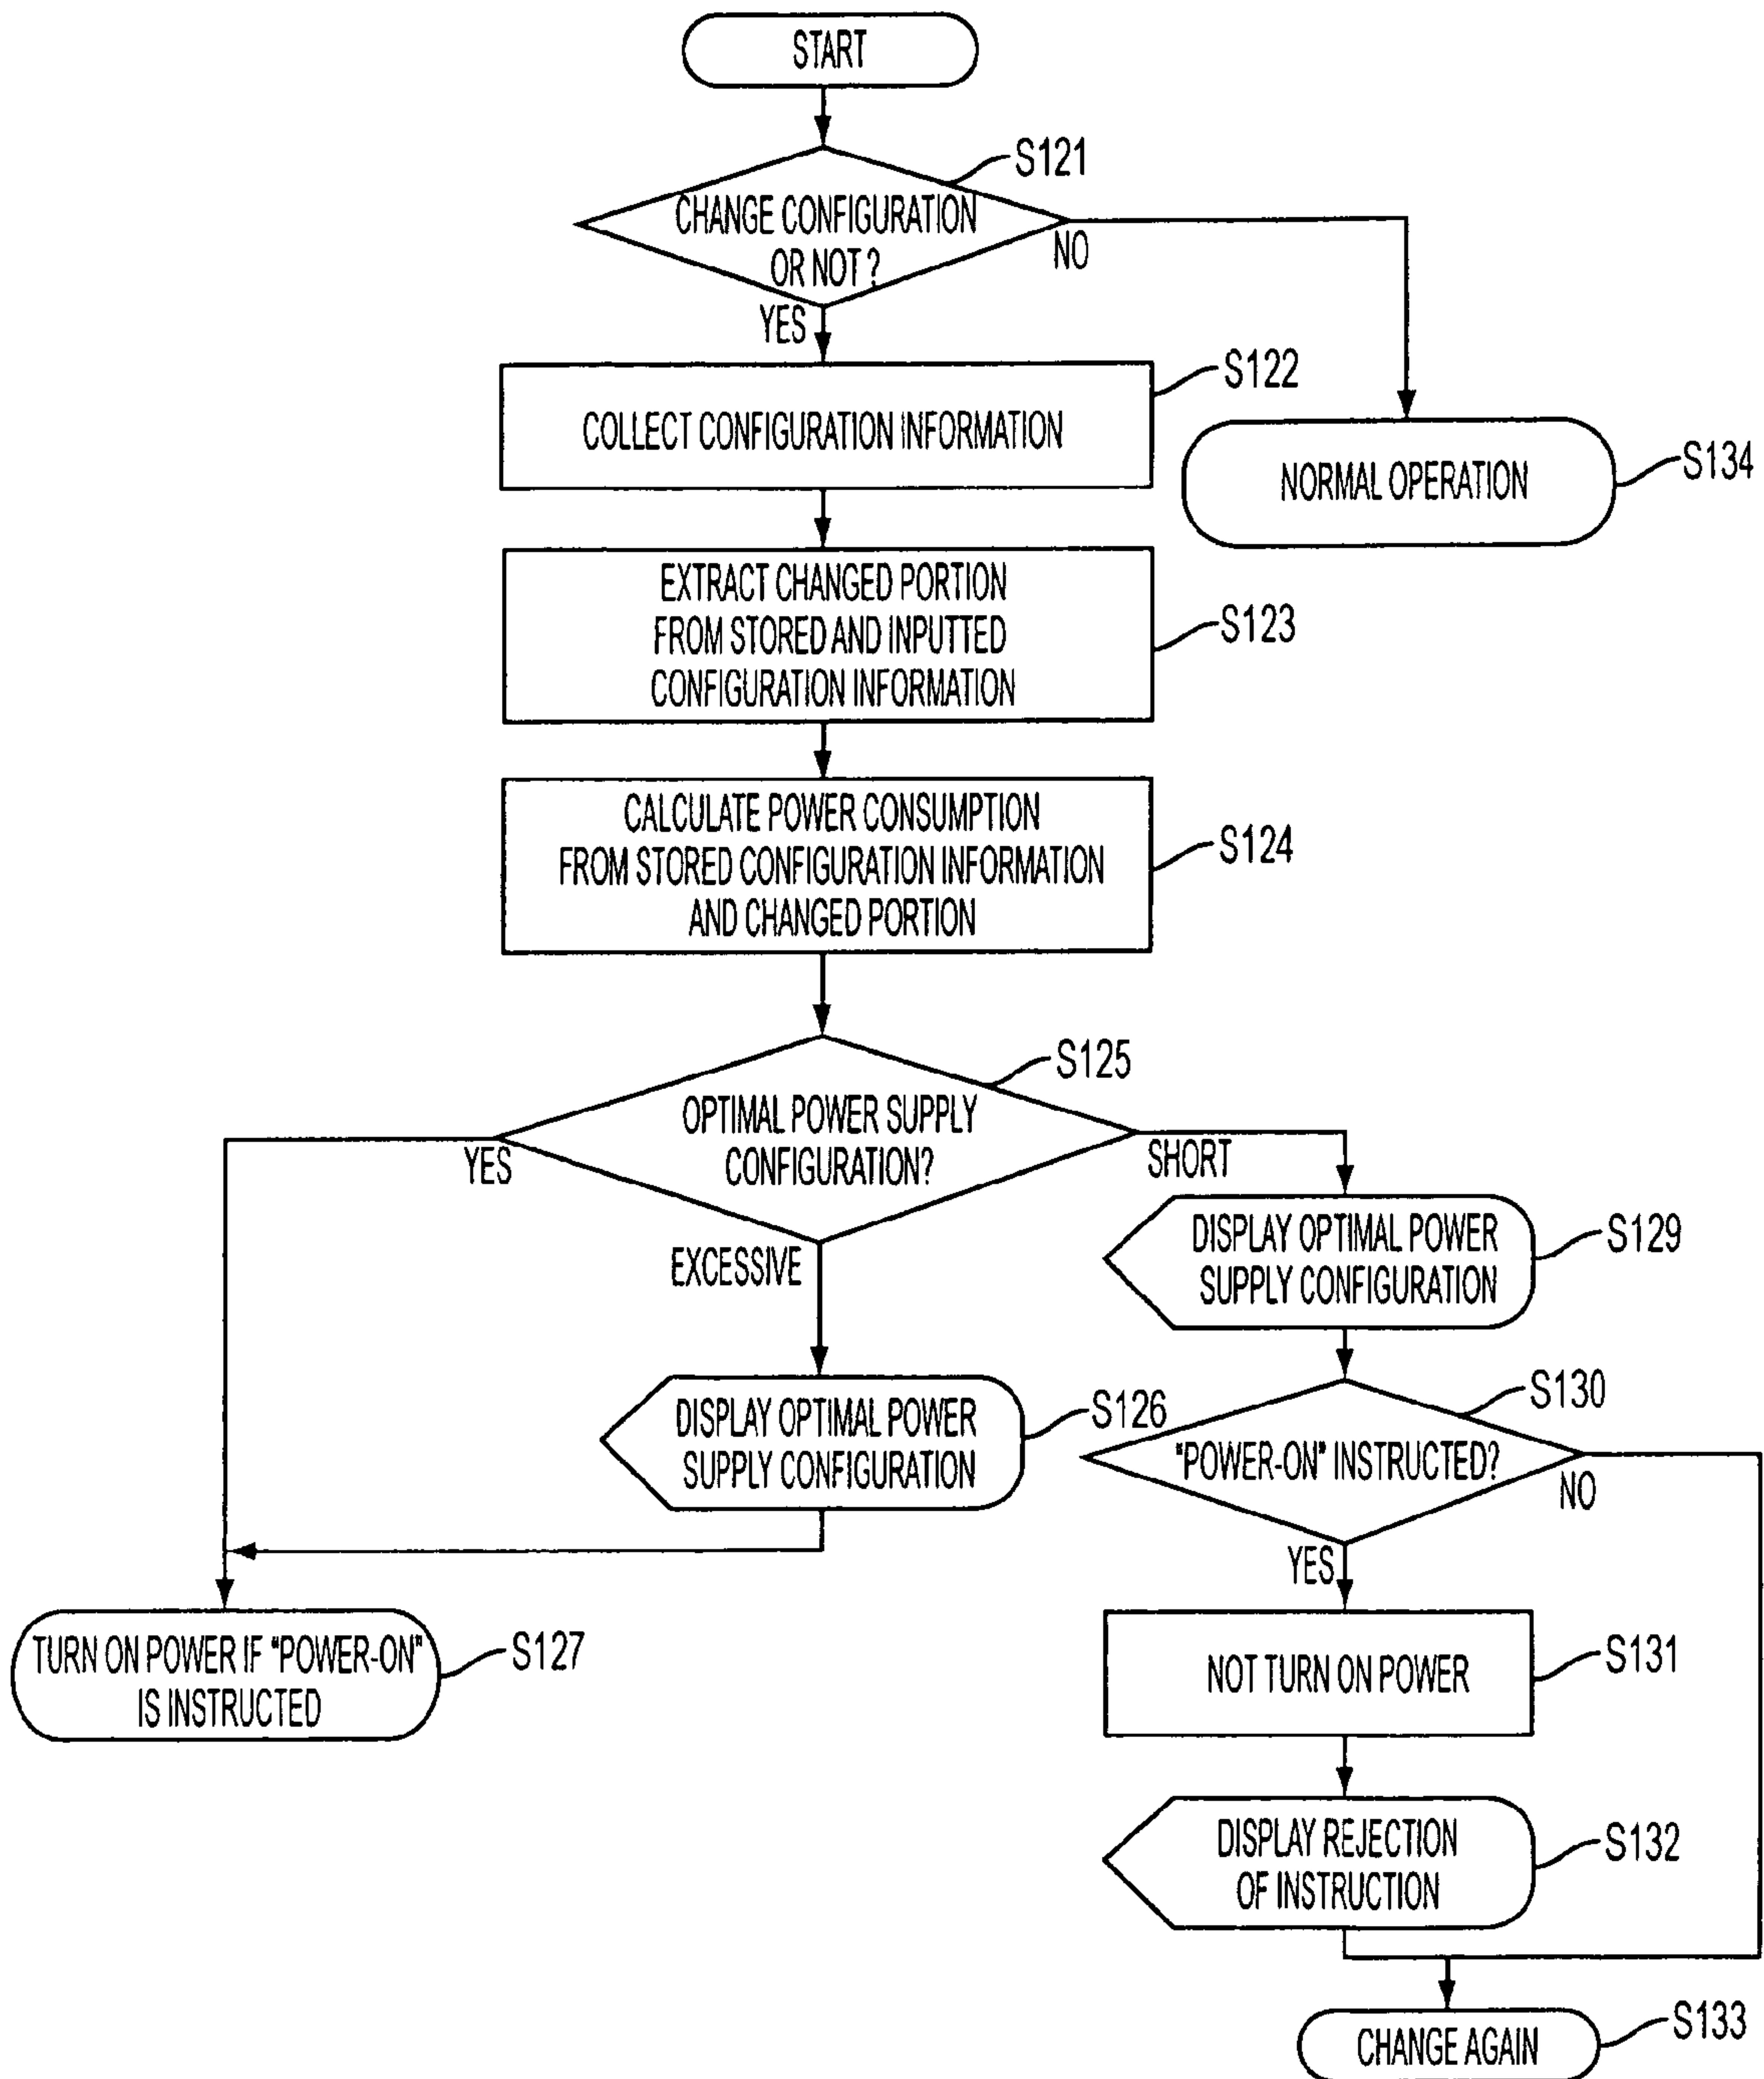 START
S121
CHANGE CONFIGURATION
OR NOT ?
NO
YES
S122
COLLECT CONFIGURATION INFORMATION
NORMAL OPERATION
S134
EXTRACT CHANGED PORTION
FROM STORED AND INPUTTED
CONFIGURATION INFORMATION
S123
CALCULATE POWER CONSUMPTION
FROM STORED CONFIGURATION INFORMATION
AND CHANGED PORTION
S124
S125
OPTIMAL POWER SUPPLY
CONFIGURATION?
YES
SHORT
EXCESSIVE
DISPLAY OPTIMAL POWER
SUPPLY CONFIGURATION
S129
DISPLAY OPTIMAL POWER
SUPPLY CONFIGURATION
S126
S130
"POWER-ON" INSTRUCTED?
NO
YES
TURN ON POWER IF "POWER-ON"
IS INSTRUCTED
S127
NOT TURN ON POWER
S131
DISPLAY REJECTION
OF INSTRUCTION
S132
CHANGE AGAIN
S133